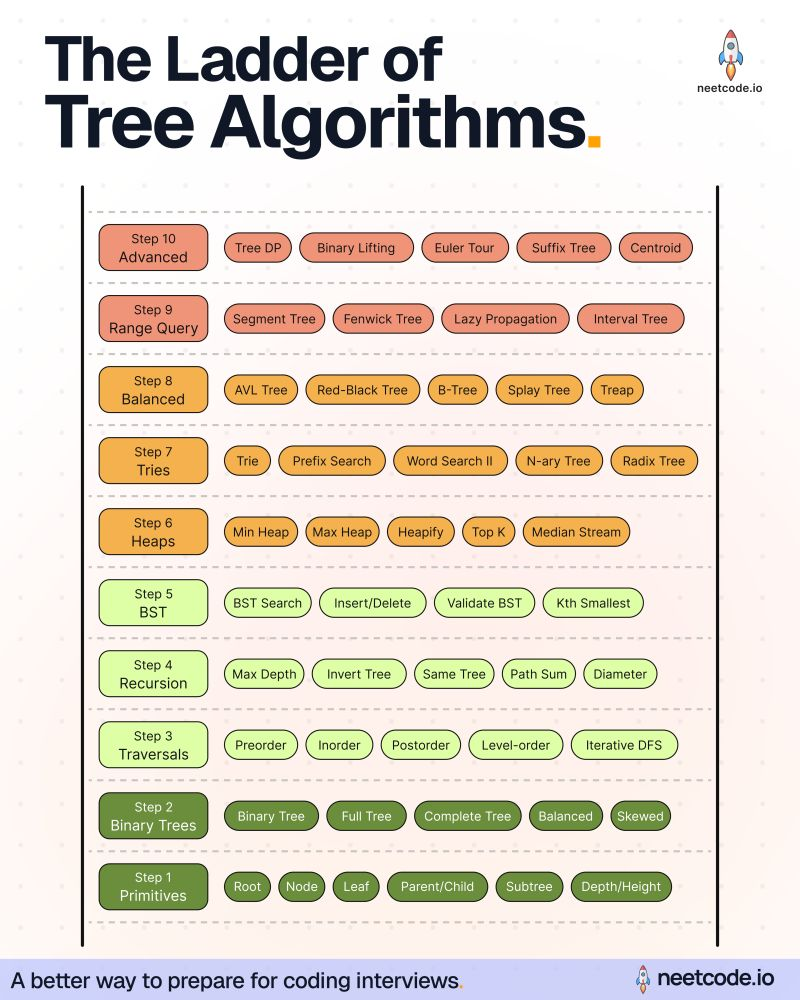 The Ladder of
Tree Algorithms.
neetcode.io
Step 10
Advanced
Tree DP
Binary Lifting
Euler Tour
Suffix Tree
Centroid
Step 9
Range Query
Segment Tree
Fenwick Tree
Lazy Propagation
Interval Tree
Step 8
Balanced
AVL Tree
Red-Black Tree
B-Tree
Splay Tree
Treap
Step 7
Tries
Trie
Prefix Search
Word Search II
N-ary Tree
Radix Tree
Step 6
Heaps
Min Heap
Max Heap
Heapify
Top K
Median Stream
Step 5
BST
BST Search
Insert/Delete
Validate BST
Kth Smallest
Step 4
Recursion
Max Depth
Invert Tree
Same Tree
Path Sum
Diameter
Step 3
Traversals
Preorder
Inorder
Postorder
Level-order
Iterative DFS
Step 2
Binary Trees
Binary Tree
Full Tree
Complete Tree
Balanced
Skewed
Step 1
Primitives
Root
Node
Leaf
Parent/Child
Subtree
Depth/Height
A better way to prepare for coding interviews.
neetcode.io